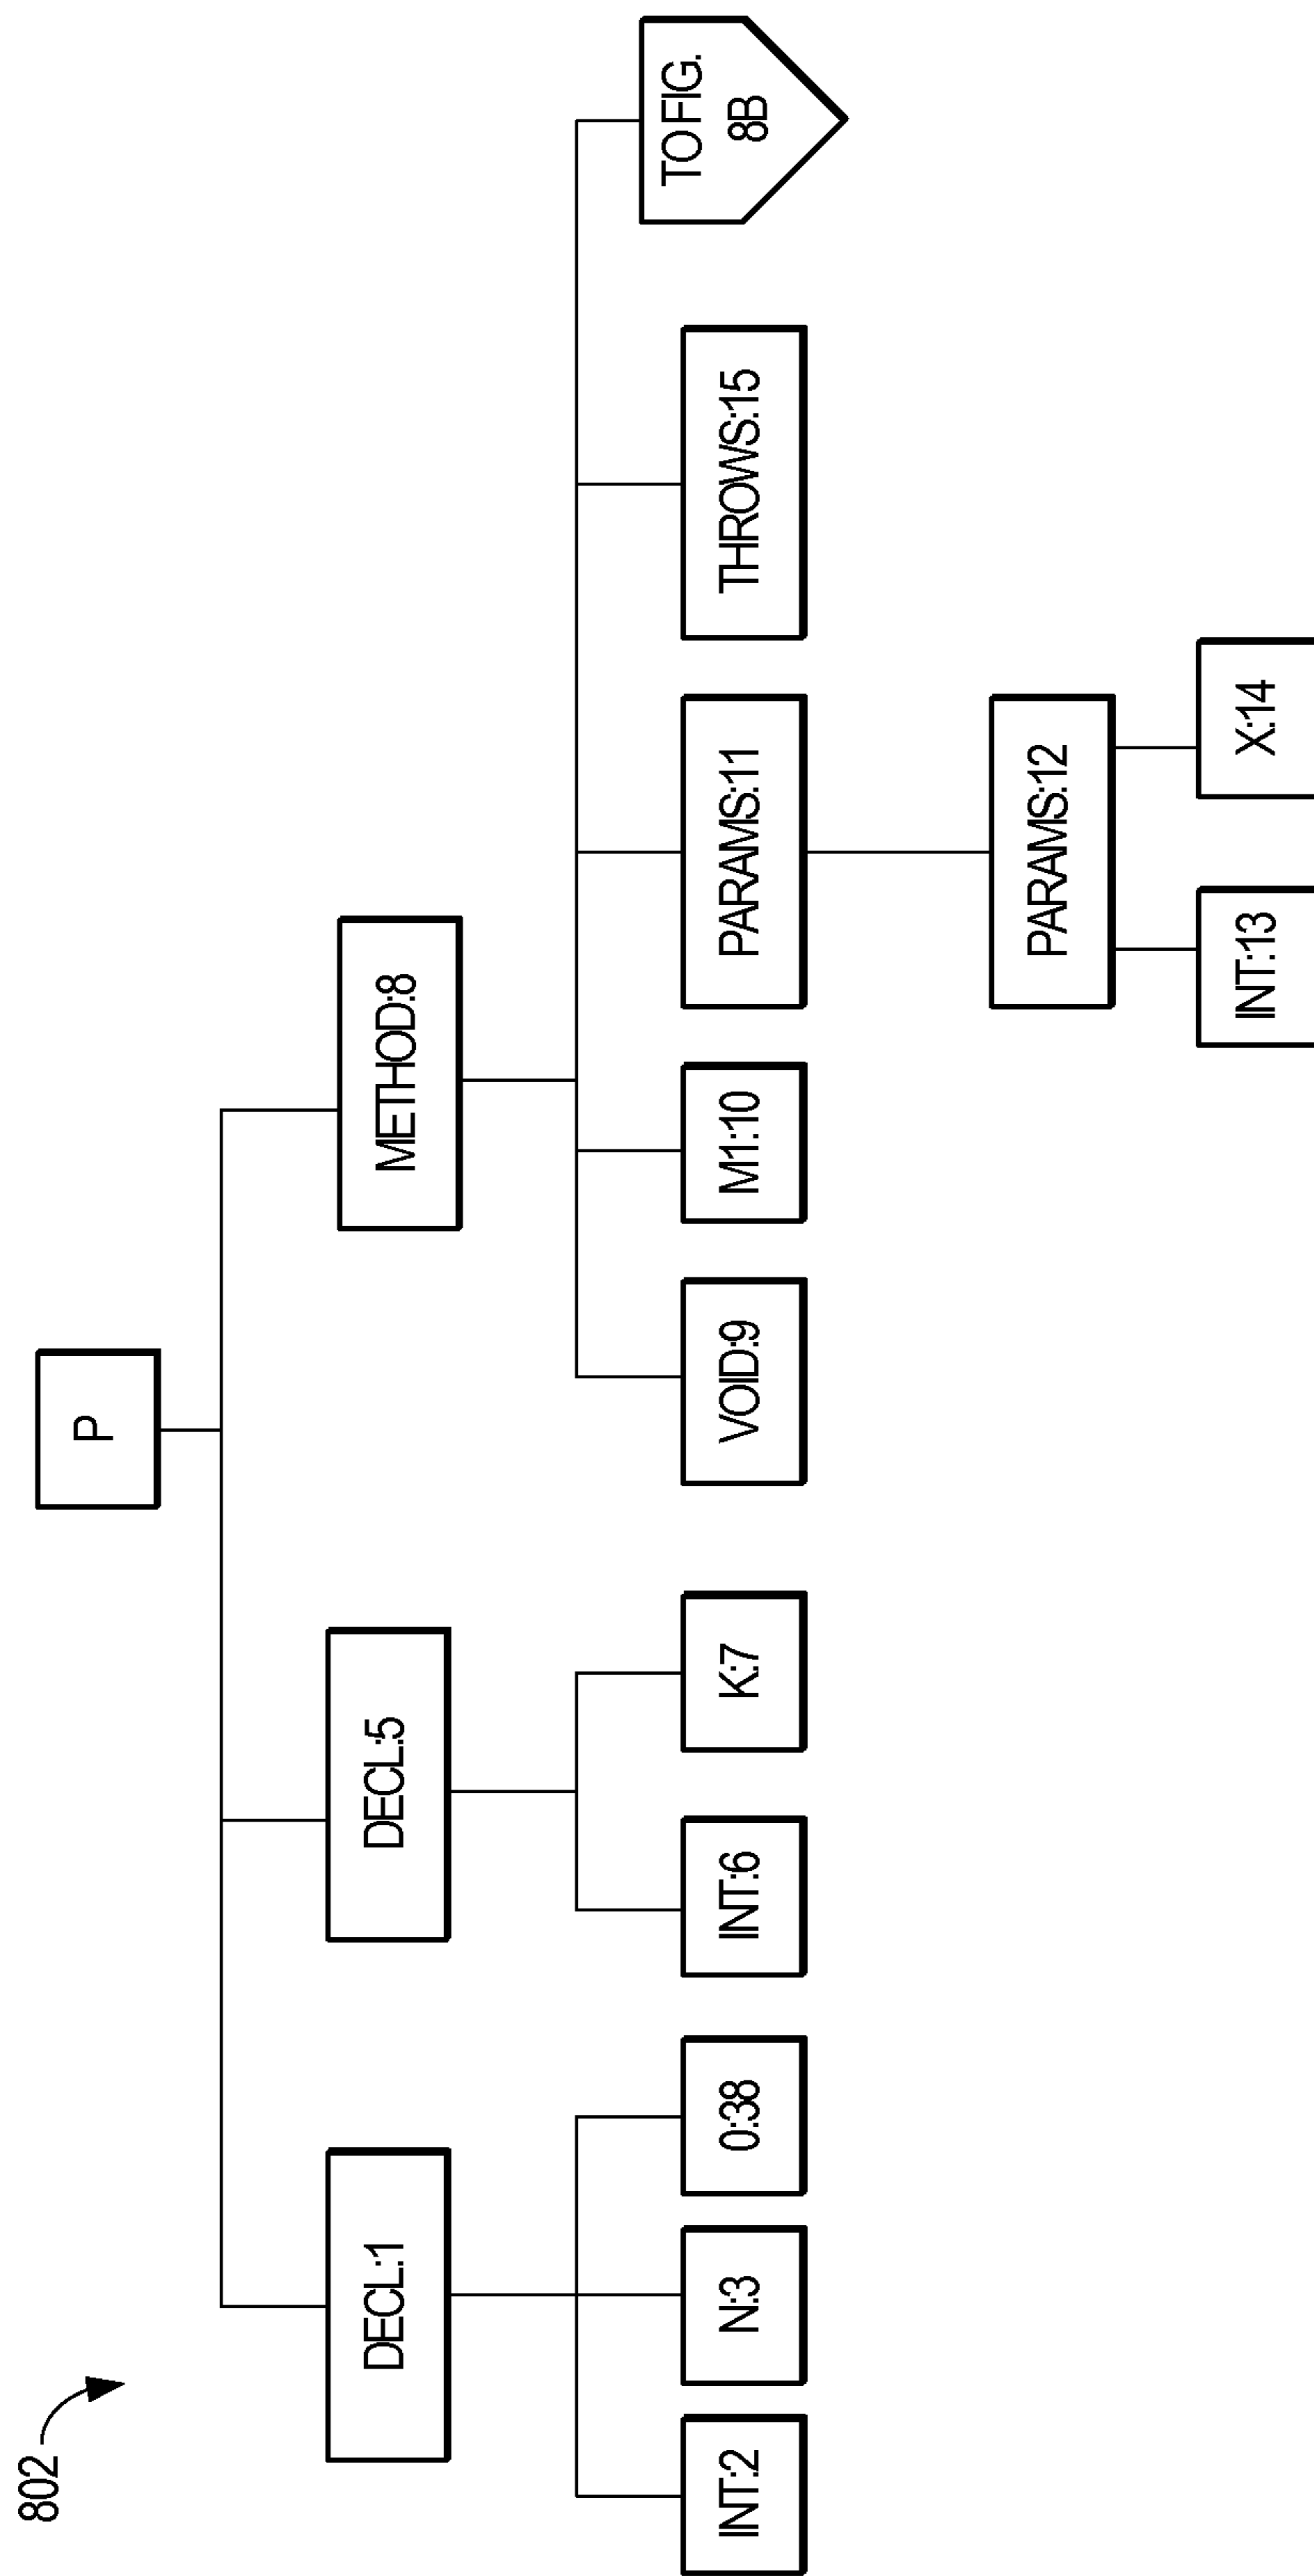 802
P
DECL:1
DECL:5
METHOD:8
INT:2
N:3
0:38
INT:6
K:7
VOID:9
M1:10
PARAMS:11
THROWS:15
TO FIG.
8B
PARAMS:12
INT:13
X:14